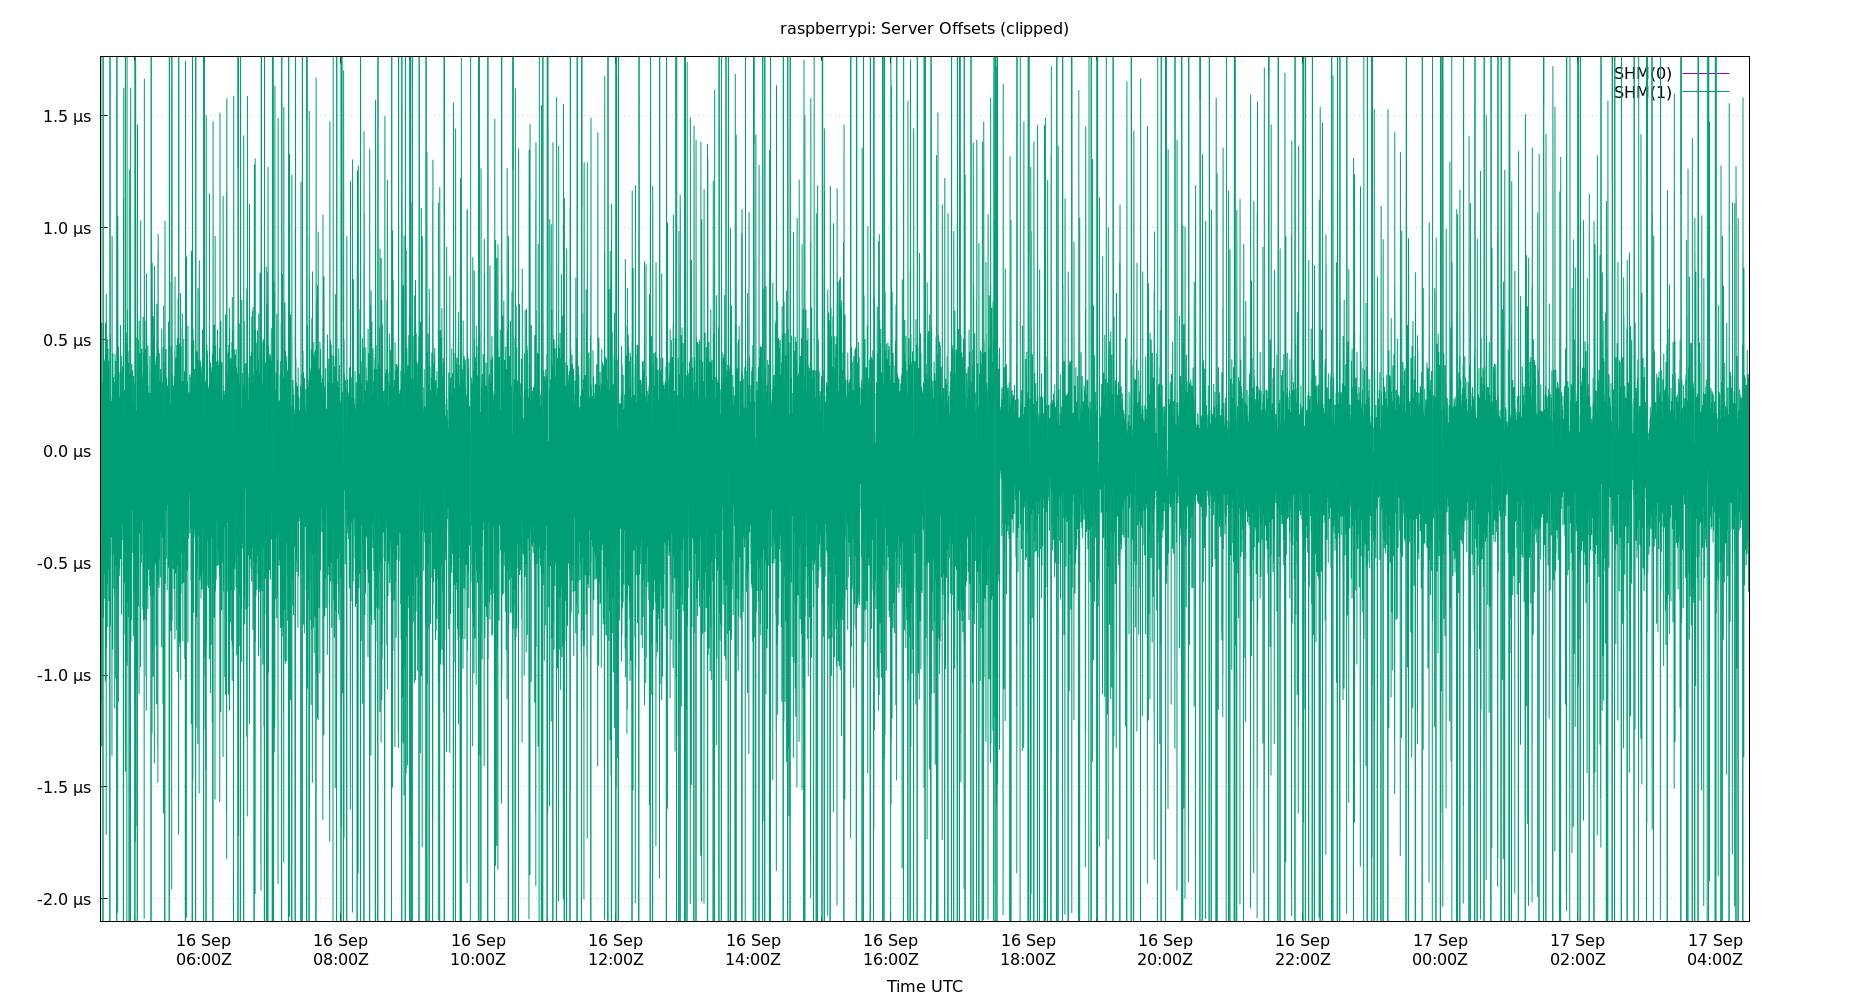 raspberrypi: Server Offsets (clipped)
SHM(0)
SHM(1)
1.5 µs
1.0 µs
0.5 µs
0.0 µs
-0.5 µs
-1.0 µs
-1.5 µs
-2.0 µs
16 Sep 16 Sep 16 Sep 16 Sep 16 Sep 16 Sep 16 Sep 16 Sep 16 Sep 17 Sep 17 Sep 17 Sep
06:00Z 08:00Z 10:00Z 12:00Z 14:00Z 16:00Z 18:00Z 20:00Z 22:00Z 00:00Z 02:00Z 04:00Z
Time UTC